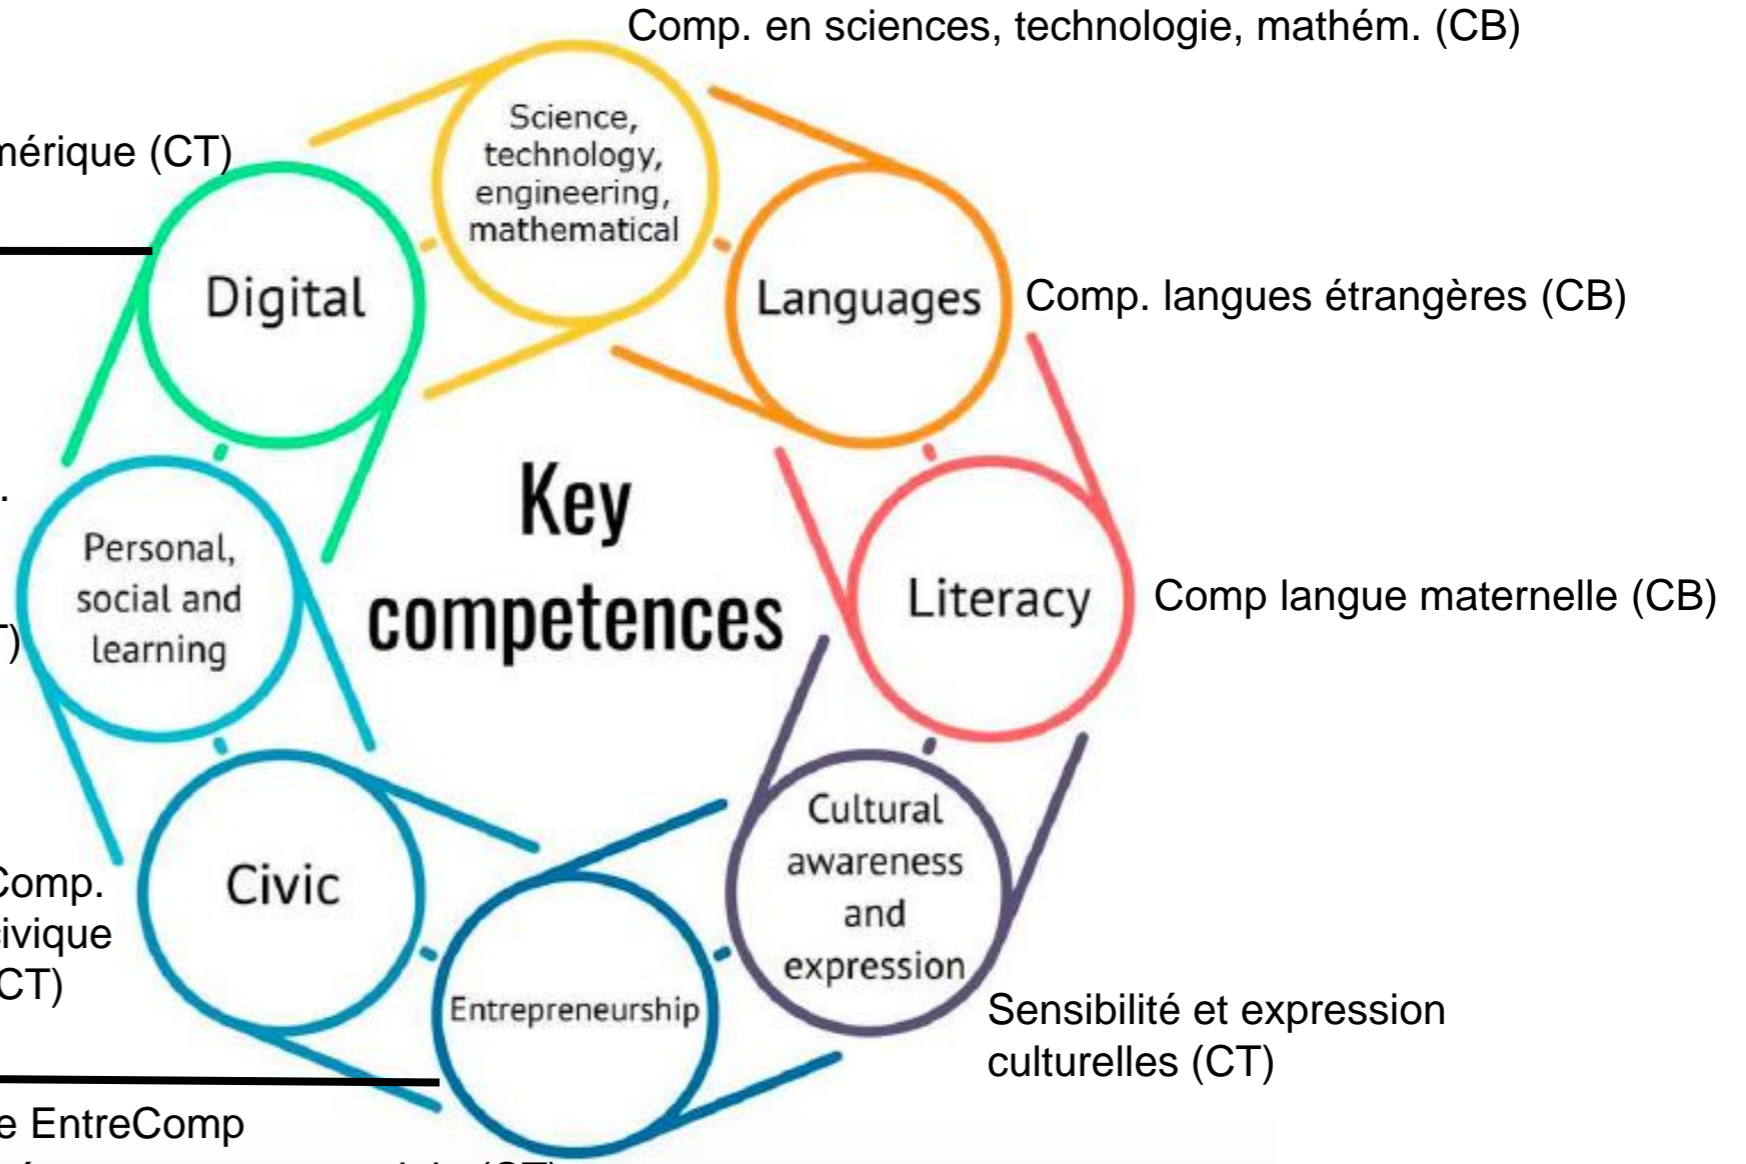 Comp. en sciences, technologie, mathém. (CB)
Science,
technology,
engineering,
mathematical
mérique (CT)
Digital
Languages
Comp. langues étrangères (CB)
Key
competences
.
Personal,
social and
learning
)
Literacy
Comp langue maternelle (CB)
Cultural
awareness
and
expression
Civic
Comp.
ivique
CT)
Entrepreneurship
Sensibilité et expression
culturelles (CT)
e EntreComp
(CT)